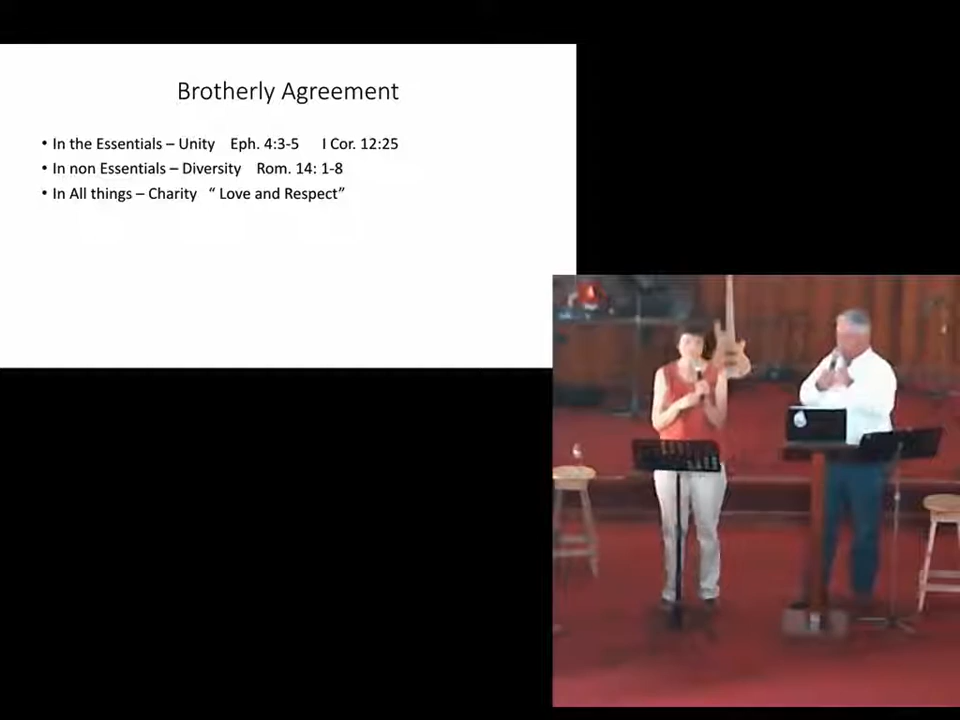 Brotherly Agreement
• In the Essentials – Unity Eph. 4:3-5 I Cor. 12:25
• In non Essentials – Diversity Rom. 14: 1-8
• In All things – Charity “ Love and Respect”